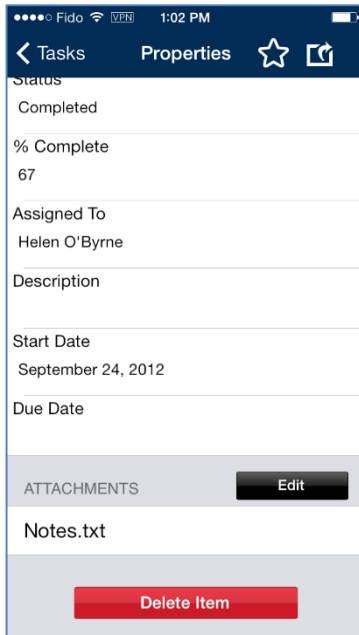 Fido VPN 1:02 PM
Tasks Properties
Status
Completed
% Complete
67
Assigned To
Helen O'Byrne
Description
Start Date
September 24, 2012
Due Date
ATTACHMENTS Edit
Notes.txt
Delete Item